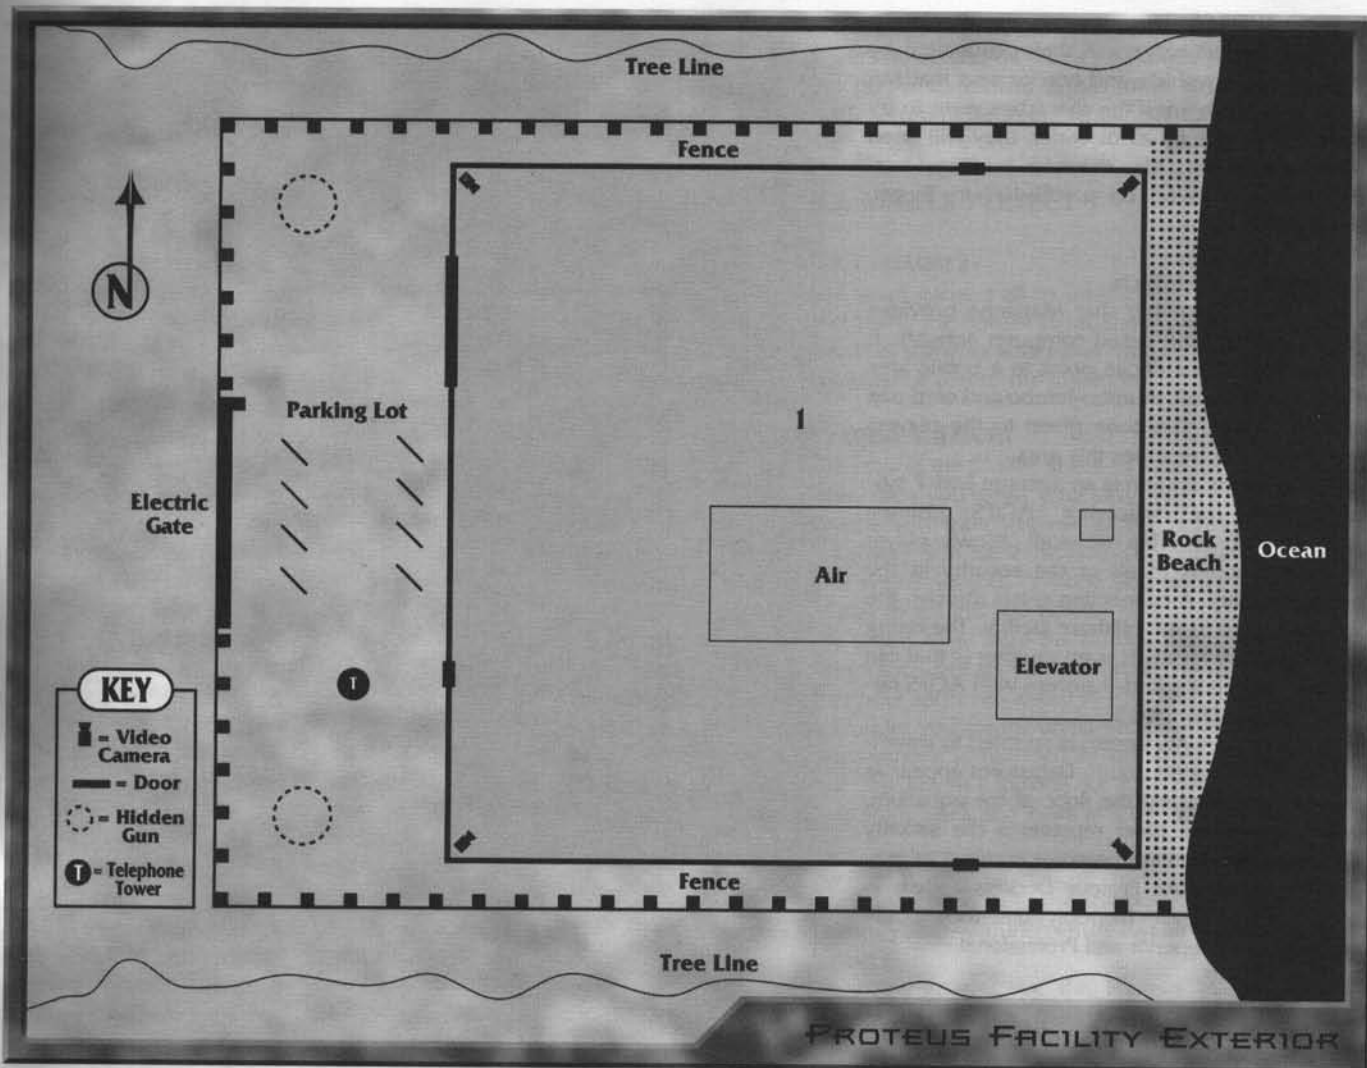 Tree Line
Fence
N
Parking Lot
1
Electric
Gate
Air
Rock
Beach
Ocean
Elevator
T
KEY
= Video
Camera
= Door
= Hidden
Gun
T = Telephone
Tower
Fence
Tree Line
PROTEUS FACILITY EXTERIOR